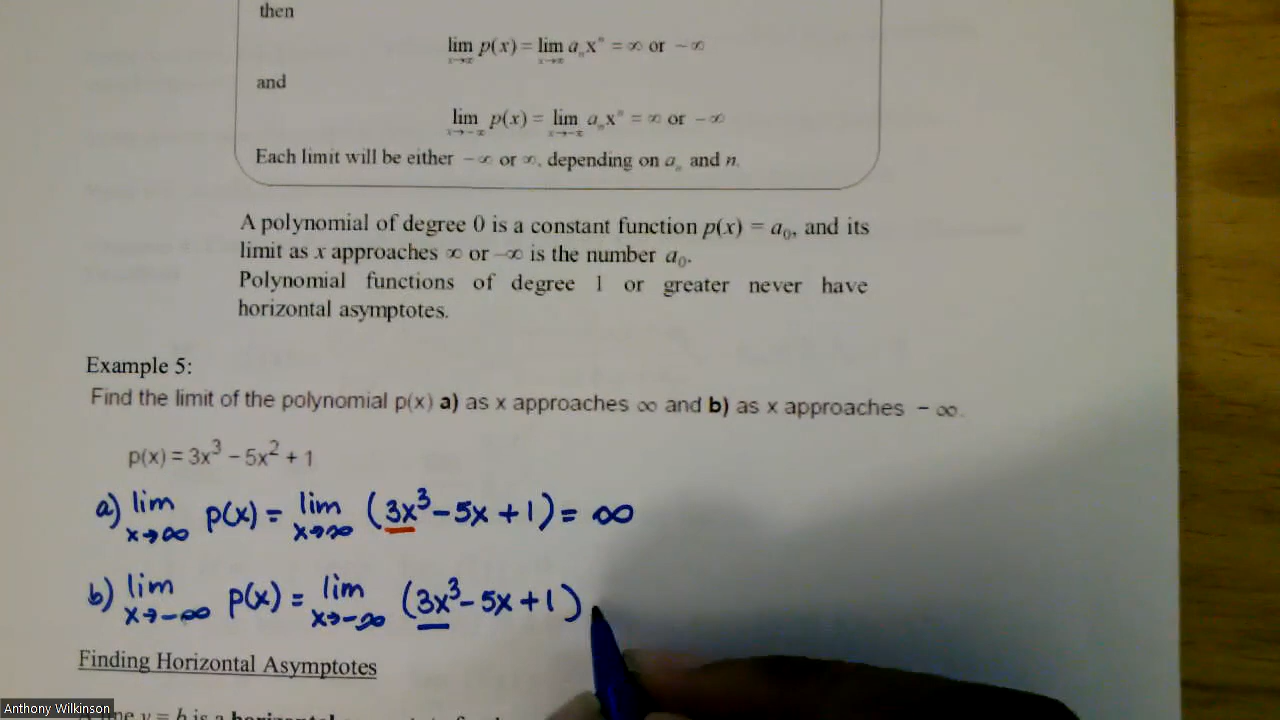 then
lim p(x) = lim aₙxⁿ = ∞ or −∞
x→∞ x→∞
and
lim p(x) = lim aₙxⁿ = ∞ or −∞
x→−∞ x→−∞
Each limit will be either −∞ or ∞, depending on aₙ and n.
A polynomial of degree 0 is a constant function p(x) = a₀, and its
limit as x approaches ∞ or −∞ is the number a₀.
Polynomial functions of degree 1 or greater never have
horizontal asymptotes.
Example 5:
Find the limit of the polynomial p(x) a) as x approaches ∞ and b) as x approaches − ∞.
p(x) = 3x³ − 5x² + 1
a) lim p(x) = lim (3x³ − 5x + 1) = ∞
x→∞ x→∞
b) lim p(x) = lim (3x³ − 5x + 1)
x→−∞ x→−∞
Finding Horizontal Asymptotes
Anthony Wilkinson